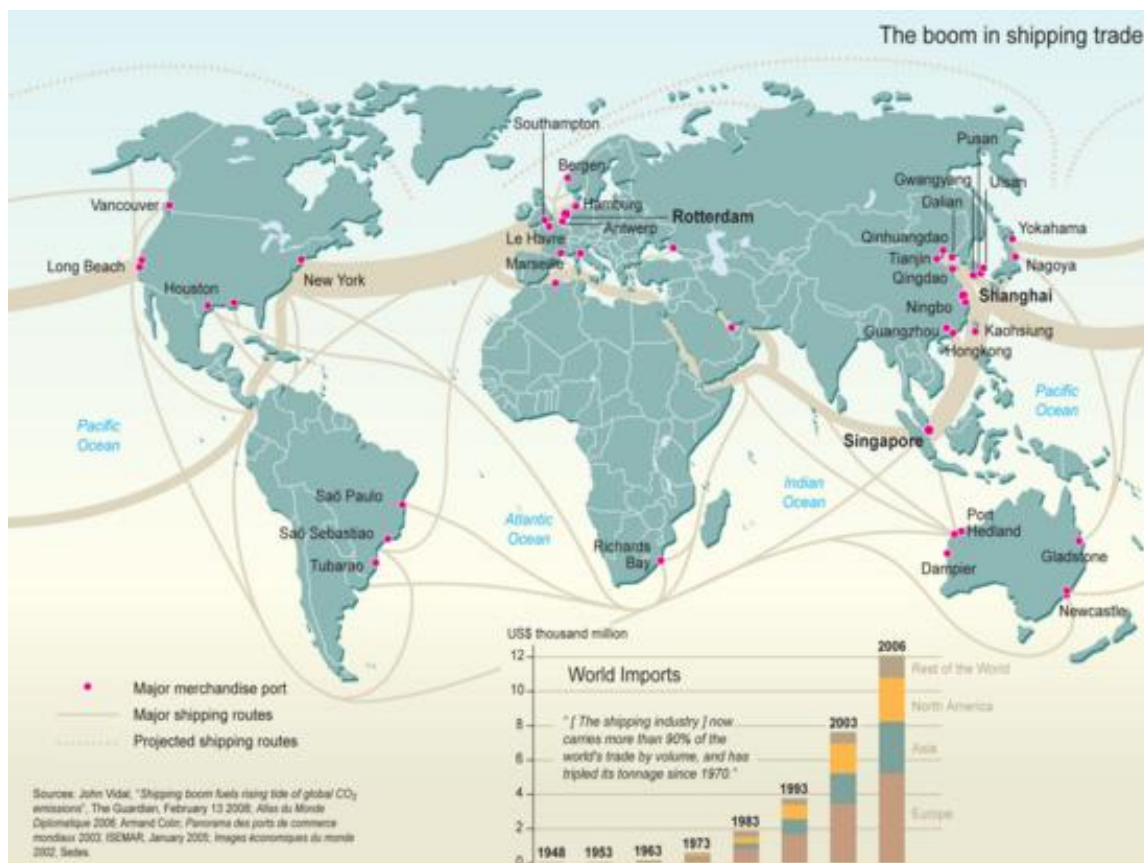 The boom in shipping trade
Southampton
Bergen
Pusan
Gwangyang
Ulsan
Dalian
Vancouver
Hamburg
Rotterdam
Antwerp
Le Havre
Marseille
Qinhuangdao
Tianjin
Qingdao
Yokahama
Nagoya
Long Beach
New York
Houston
Shanghai
Ningbo
Guangzhou
Kaohsiung
Hongkong
Pacific
Ocean
Pacific
Ocean
Singapore
Indian
Ocean
Atlantic
Ocean
Saõ Paulo
Saõ Sebastiao
Tubarao
Richards
Bay
Port
Hedland
Dampier
Gladstone
Newcastle
Major merchandise port
Major shipping routes
Projected shipping routes
US$ thousand million
World Imports
" [ The shipping industry ] now
carries more than 90% of the
world's trade by volume, and has
tripled its tonnage since 1970. "
12
10
8
6
4
2
0
1948
1953
1963
1973
1983
1993
2003
2006
Rest of the World
North America
Asia
Europe
Sources: John Vidal, "Shipping boom fuels rising tide of global CO₂
emissions", The Guardian, February 13 2008; Atlas du Monde
Diplomatique 2006, Armand Colin; Panorama des ports de commerce
mondiaux 2003, ISEMAR, January 2005; Images économiques du monde
2002, Sedes.